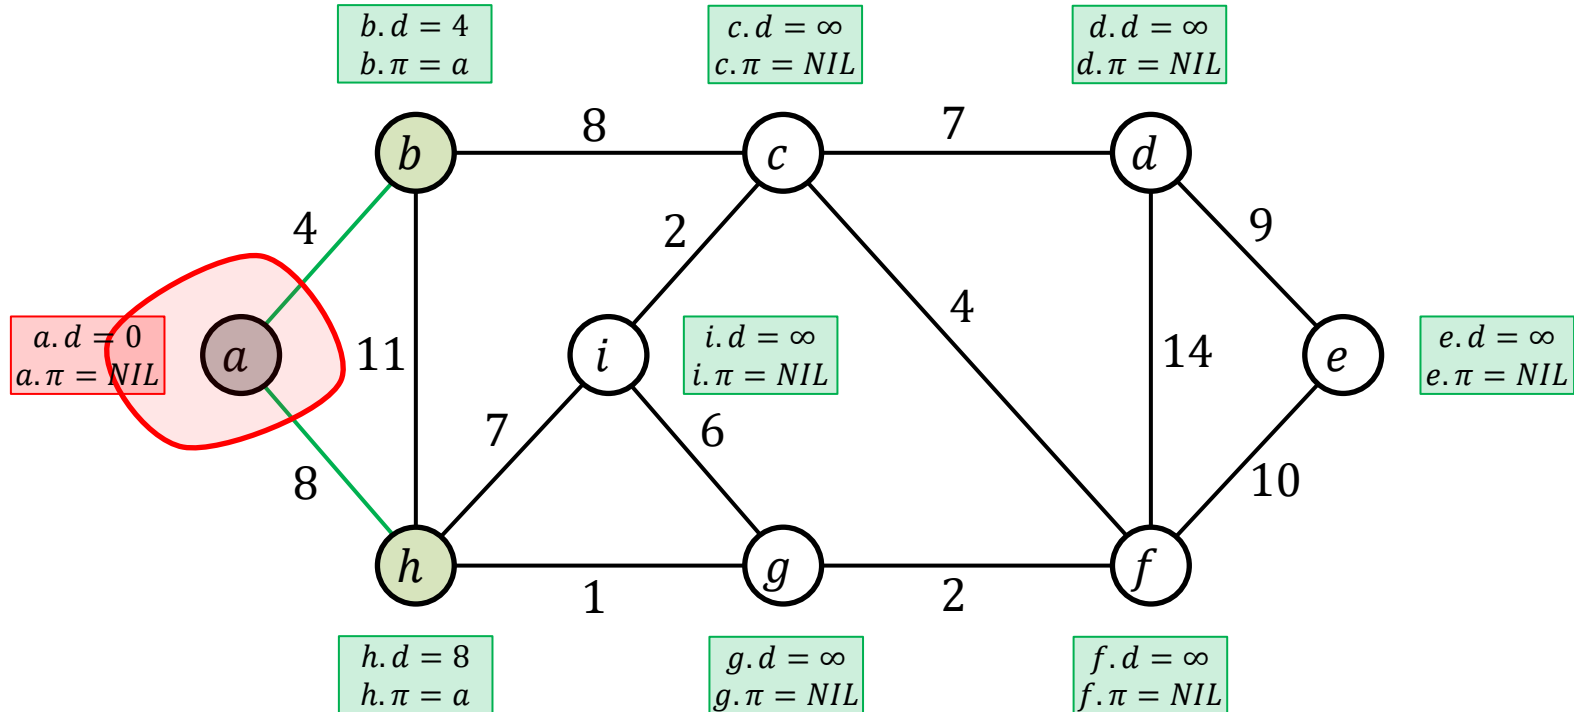 b.d = 4
b.π = a
c.d = ∞
c.π = NIL
d.d = ∞
d.π = NIL
8
7
b
c
d
4
2
9
a.d = 0
a.π = NIL
a
11
i
i.d = ∞
i.π = NIL
4
14
e
e.d = ∞
e.π = NIL
8
7
6
10
h
g
f
1
2
h.d = 8
h.π = a
g.d = ∞
g.π = NIL
f.d = ∞
f.π = NIL